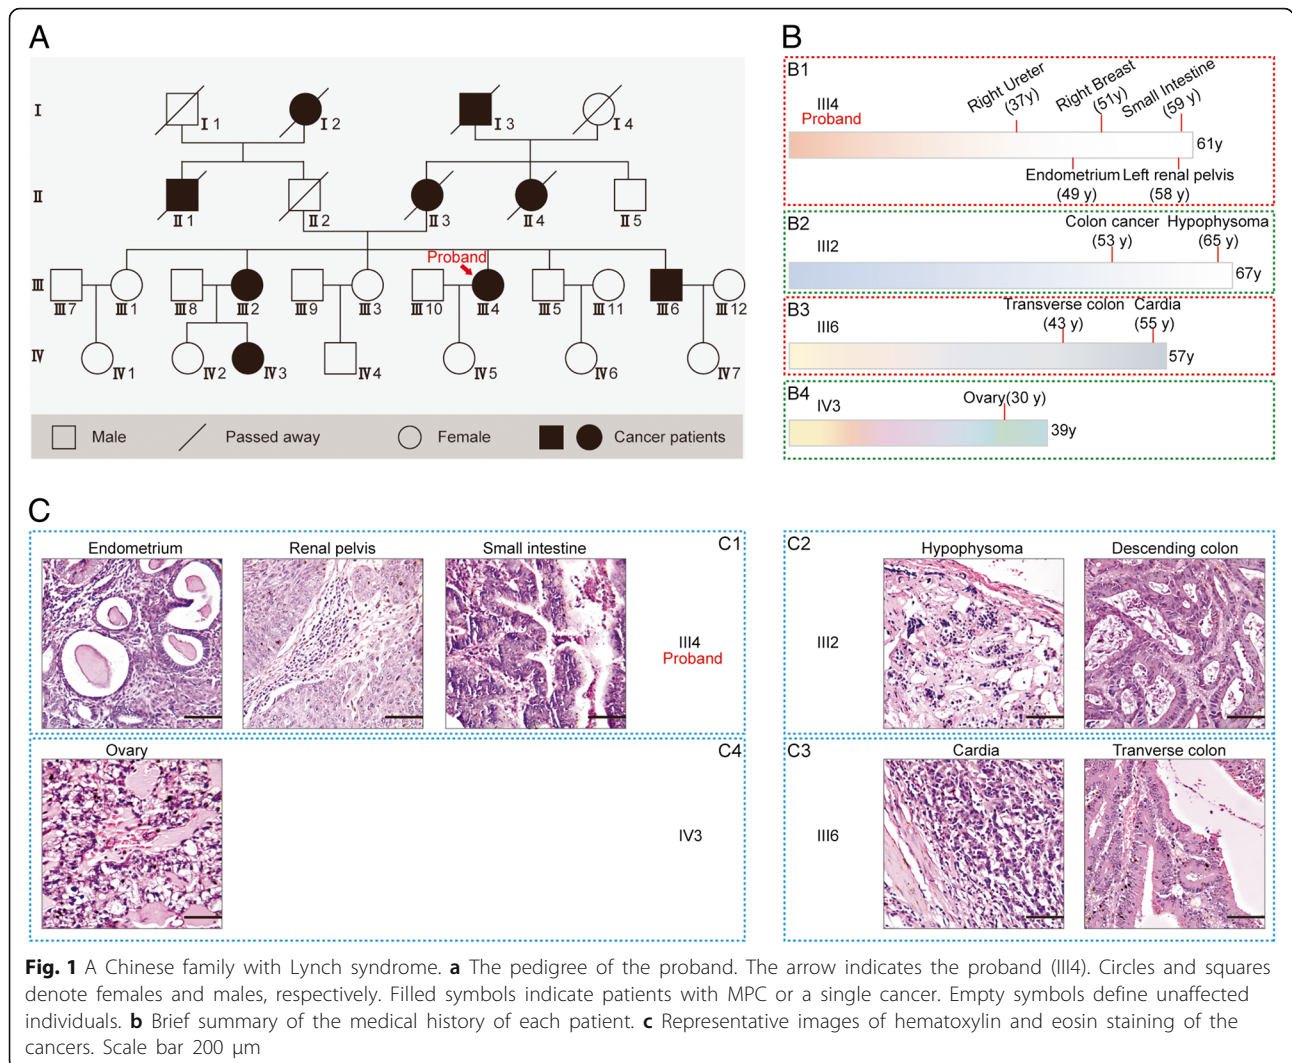 A
I
I 1
I 2
I 3
I 4
II
II 1
II 2
II 3
II 4
II 5
Proband
III
III 7
III 1
III 8
III 2
III 9
III 3
III 10
III 4
III 5
III 11
III 6
III 12
IV
IV 1
IV 2
IV 3
IV 4
IV 5
IV 6
IV 7
Male
Passed away
Female
Cancer patients
B
B1
III4
Proband
Right Ureter
(37y)
Right Breast
(51y)
Small Intestine
(59 y)
61y
Endometrium
(49 y)
Left renal pelvis
(58 y)
B2
III2
Colon cancer
(53 y)
Hypophysoma
(65 y)
67y
B3
III6
Transverse colon
(43 y)
Cardia
(55 y)
57y
B4
IV3
Ovary(30 y)
39y
C
Endometrium
Renal pelvis
Small intestine
C1
III4
Proband
C2
III2
Hypophysoma
Descending colon
Ovary
C4
IV3
C3
III6
Cardia
Tranverse colon
Fig. 1 A Chinese family with Lynch syndrome. a The pedigree of the proband. The arrow indicates the proband (III4). Circles and squares
denote females and males, respectively. Filled symbols indicate patients with MPC or a single cancer. Empty symbols define unaffected
individuals. b Brief summary of the medical history of each patient. c Representative images of hematoxylin and eosin staining of the
cancers. Scale bar 200 μm